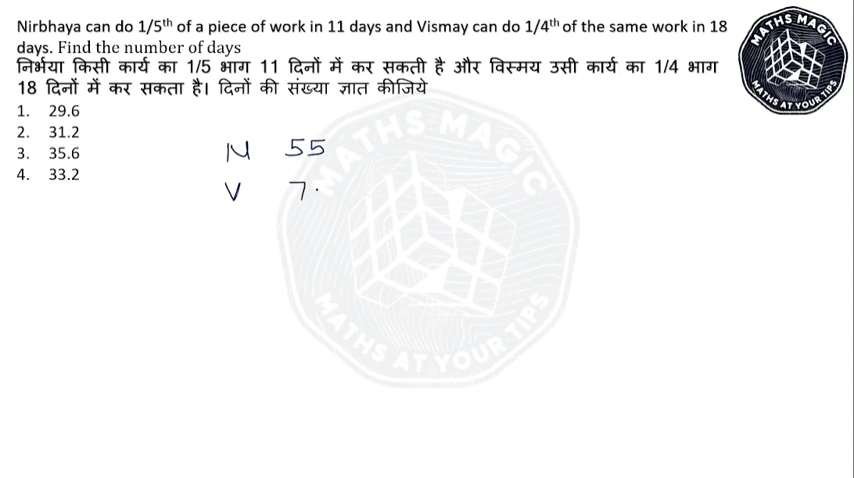 Nirbhaya can do 1/5th of a piece of work in 11 days and Vismay can do 1/4th of the same work in 18
days. Find the number of days
निर्भया किसी कार्य का 1/5 भाग 11 दिनों में कर सकती है और विस्मय उसी कार्य का 1/4 भाग
18 दिनों में कर सकता है। दिनों की संख्या ज्ञात कीजिये
1. 29.6
2. 31.2
3. 35.6
4. 33.2
N 55
V 7
MATHS MAGIC
MATHS AT YOUR TIPS
MATHS MAGIC
MATHS AT YOUR TIPS